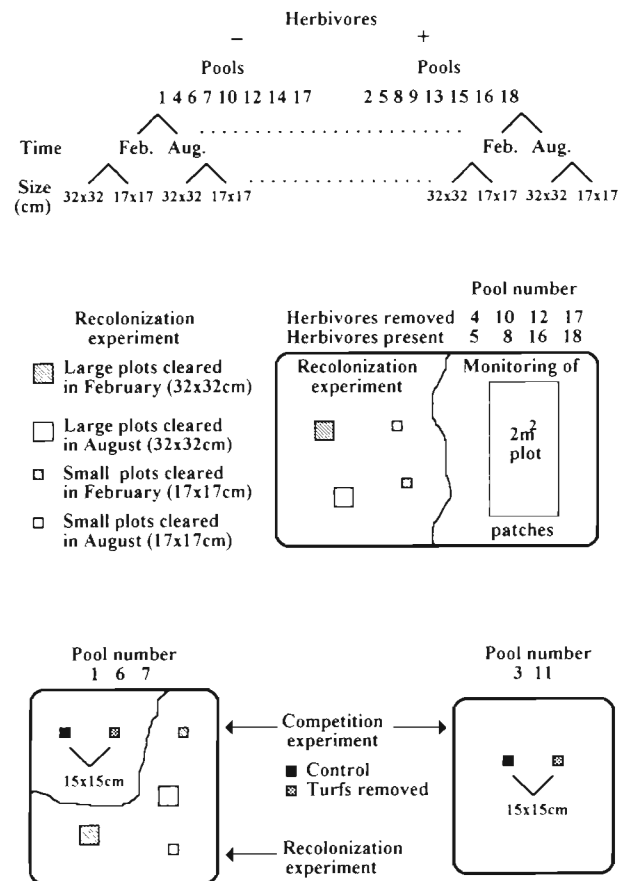 Herbivores
− +
Pools Pools
1 4 6 7 10 12 14 17 2 5 8 9 13 15 16 18
Time Feb. Aug. Feb. Aug.
Size (cm) 32x32 17x17 32x32 17x17 32x32 17x17 32x32 17x17
Pool number
Herbivores removed 4 10 12 17
Herbivores present 5 8 16 18
Recolonization
experiment
Large plots cleared
in February (32x32cm)
Large plots cleared
in August (32x32cm)
Small plots cleared
in February (17x17cm)
Small plots cleared
in August (17x17cm)
Recolonization
experiment
Monitoring of
2m2
plot
patches
Pool number
1 6 7
15x15cm
Competition
experiment
Control
Turfs removed
Recolonization
experiment
Pool number
3 11
15x15cm